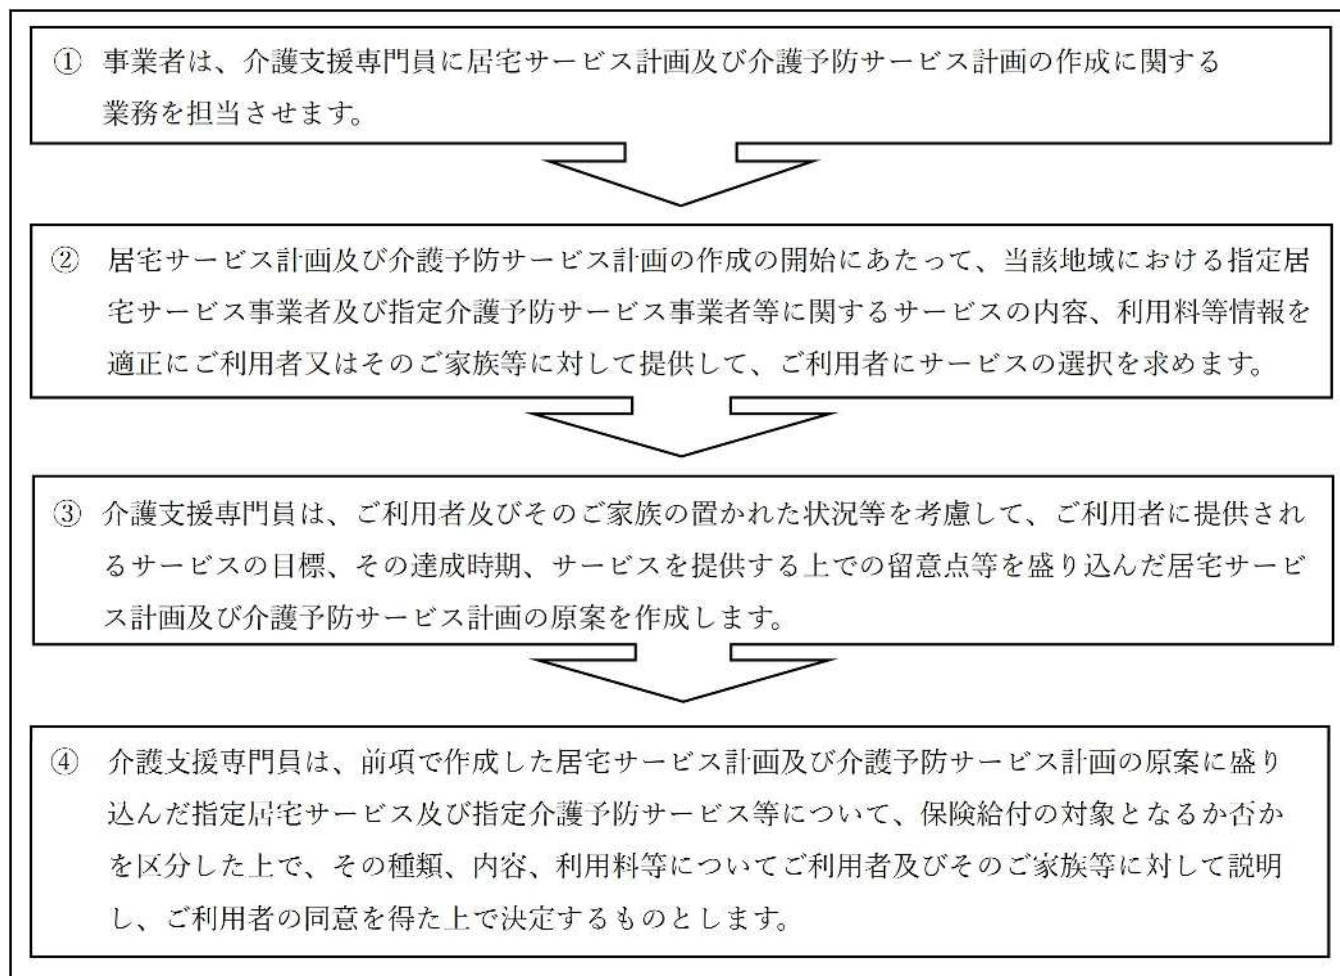 ① 事業者は、介護支援専門員に居宅サービス計画及び介護予防サービス計画の作成に関する
業務を担当させます。
② 居宅サービス計画及び介護予防サービス計画の作成の開始にあたって、当該地域における指定居
宅サービス事業者及び指定介護予防サービス事業者等に関するサービスの内容、利用料等情報を
適正にご利用者又はそのご家族等に対して提供して、ご利用者にサービスの選択を求めます。
③ 介護支援専門員は、ご利用者及びそのご家族の置かれた状況等を考慮して、ご利用者に提供され
るサービスの目標、その達成時期、サービスを提供する上での留意点等を盛り込んだ居宅サービ
ス計画及び介護予防サービス計画の原案を作成します。
④ 介護支援専門員は、前項で作成した居宅サービス計画及び介護予防サービス計画の原案に盛り
込んだ指定居宅サービス及び指定介護予防サービス等について、保険給付の対象となるか否か
を区分した上で、その種類、内容、利用料等についてご利用者及びそのご家族等に対して説明
し、ご利用者の同意を得た上で決定するものとします。